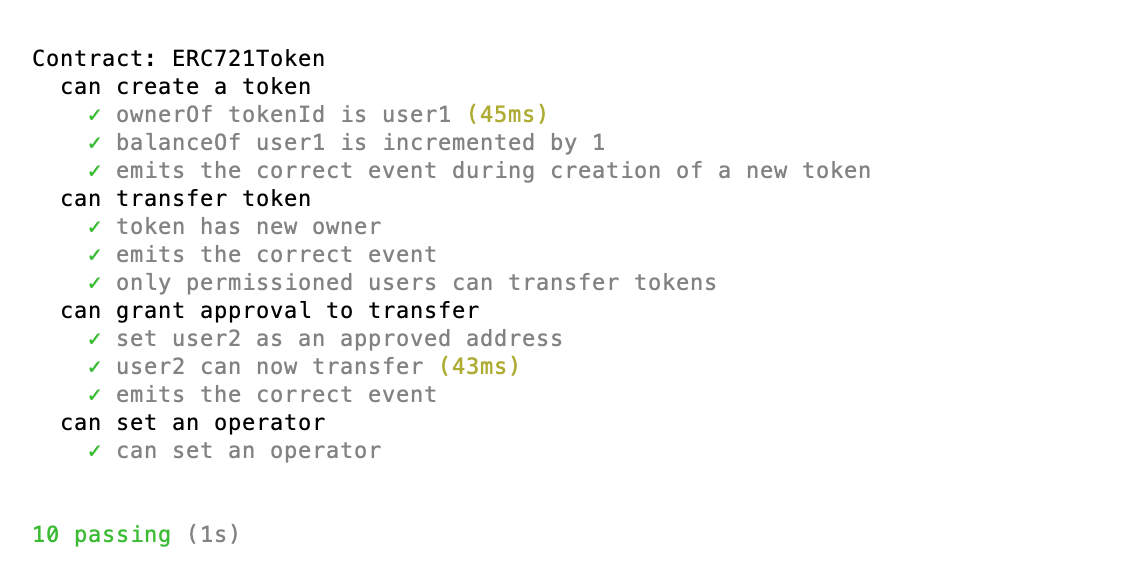 Contract: ERC721Token
can create a token
✓ ownerOf tokenId is user1 (45ms)
✓ balanceOf user1 is incremented by 1
✓ emits the correct event during creation of a new token
can transfer token
✓ token has new owner
✓ emits the correct event
✓ only permissioned users can transfer tokens
can grant approval to transfer
✓ set user2 as an approved address
✓ user2 can now transfer (43ms)
✓ emits the correct event
can set an operator
✓ can set an operator
10 passing (1s)